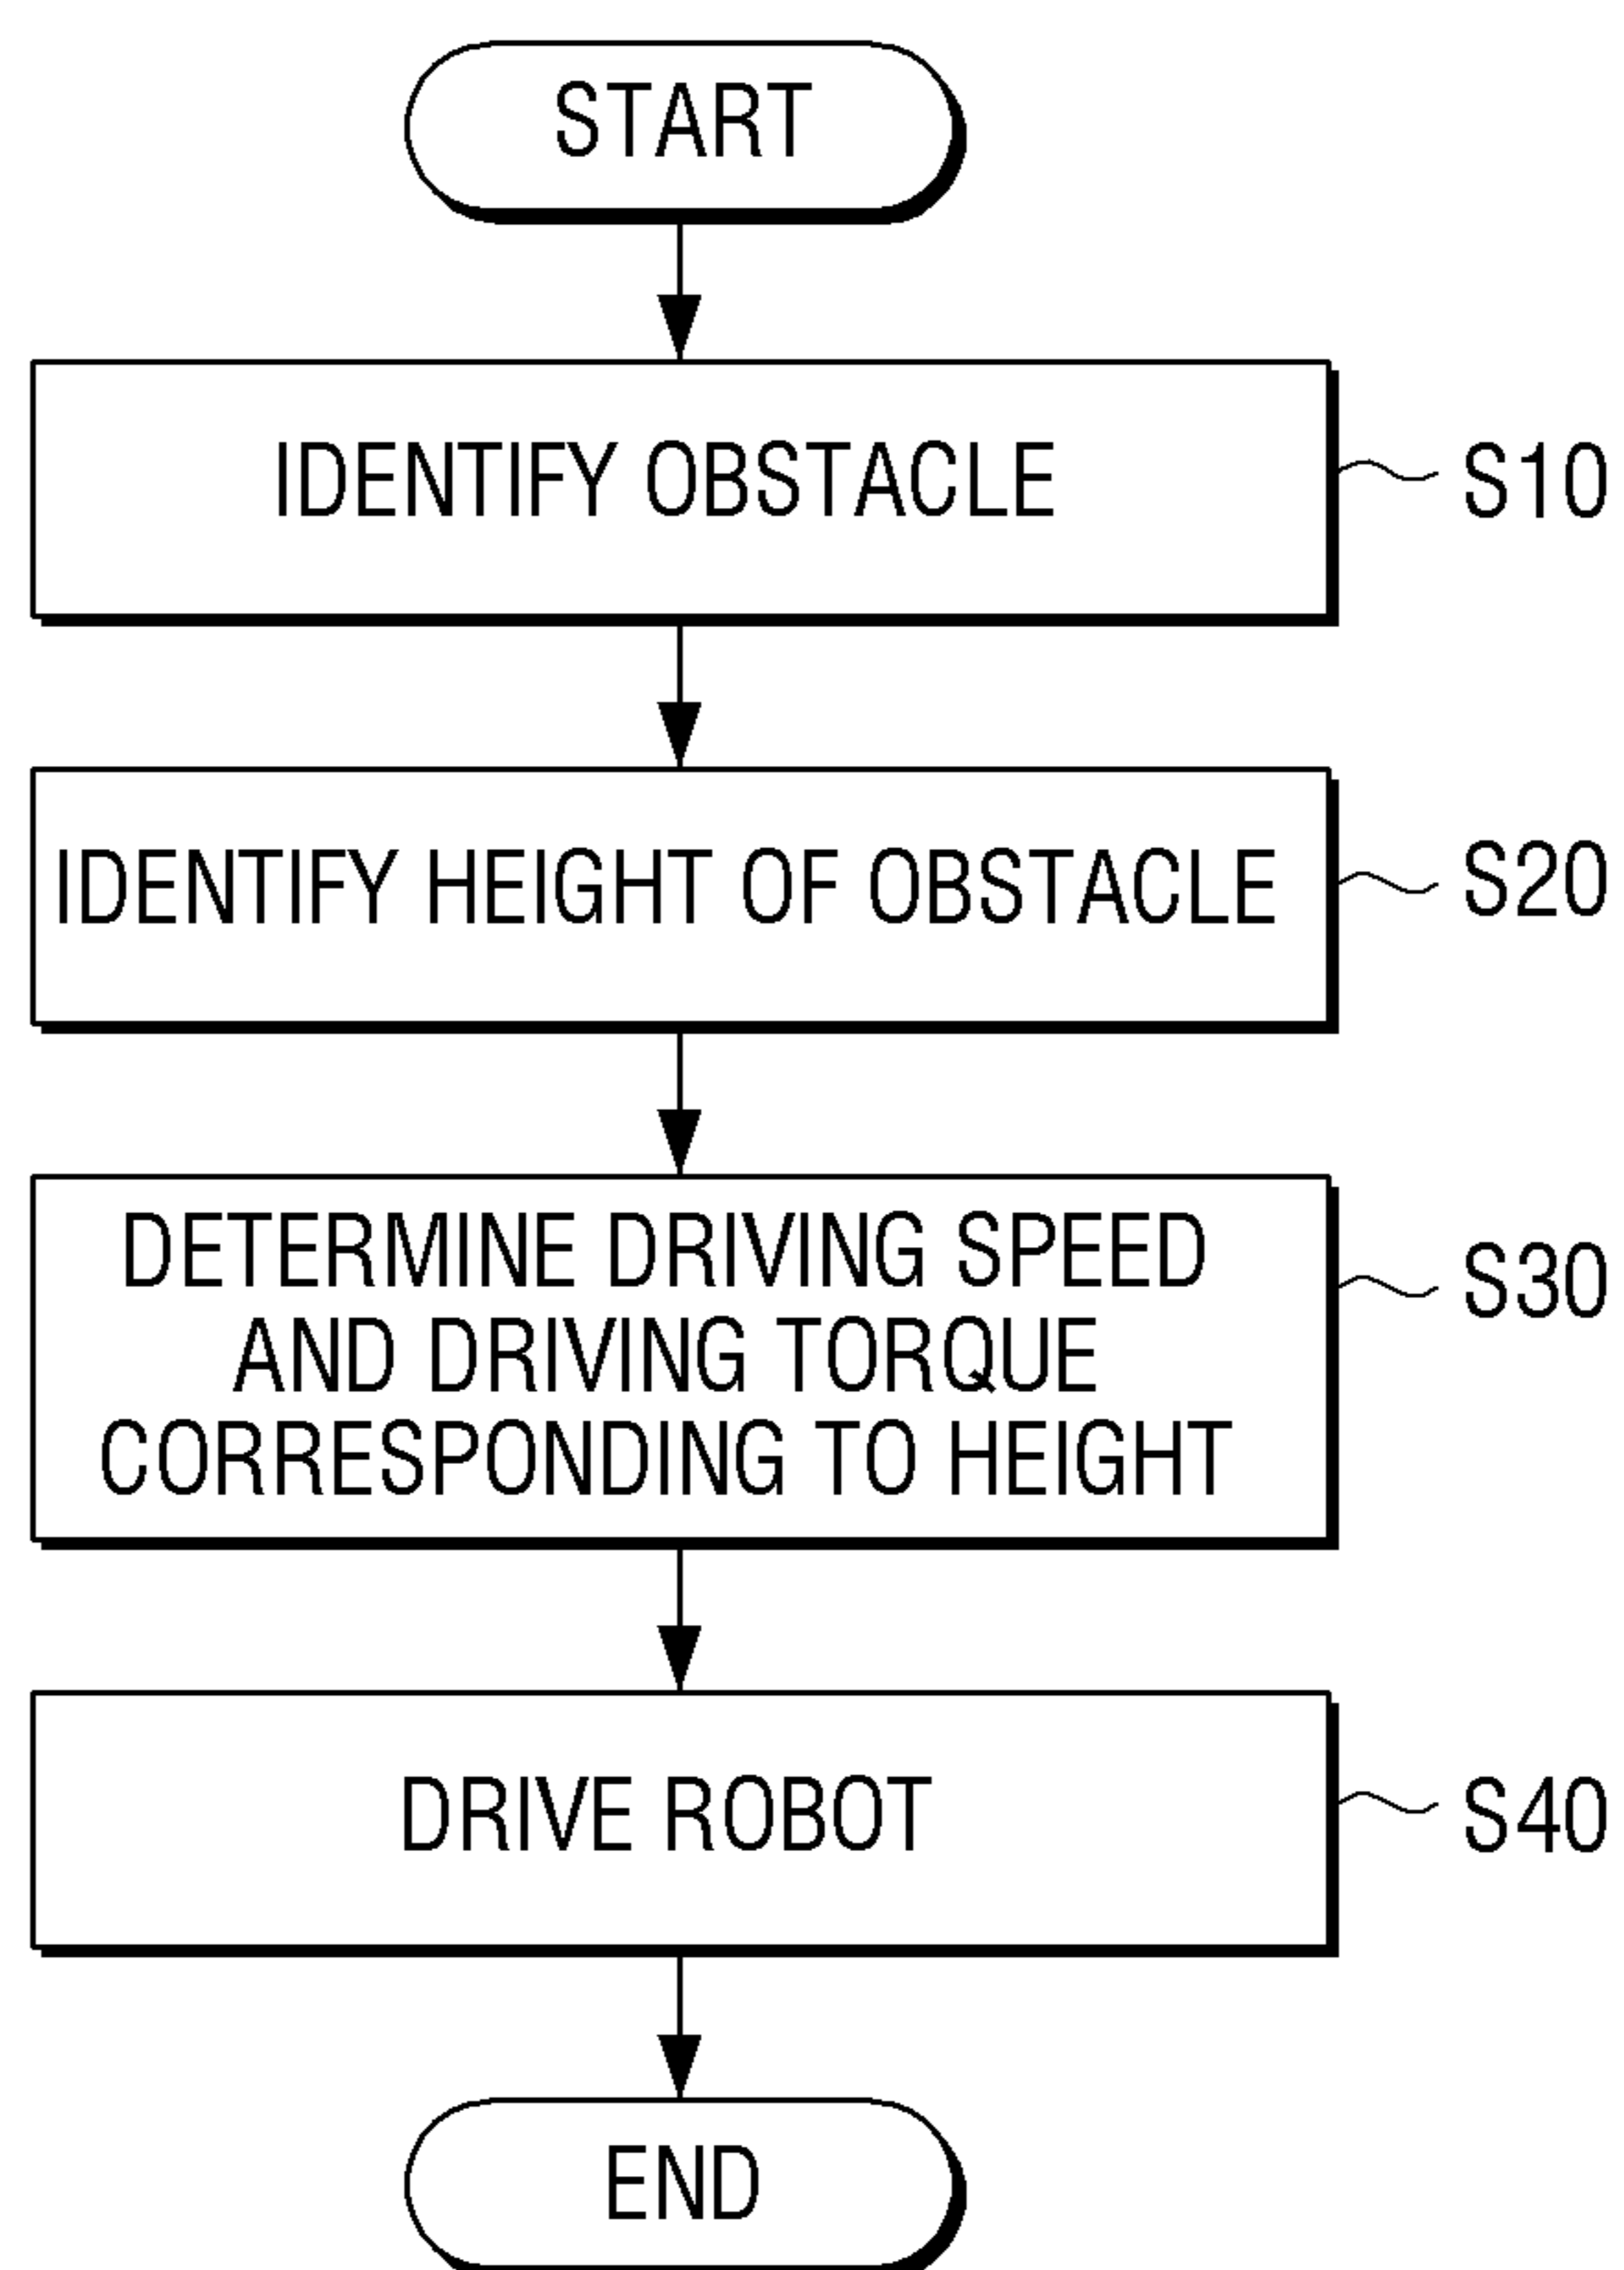 START
IDENTIFY OBSTACLE
S10
IDENTIFY HEIGHT OF OBSTACLE
S20
DETERMINE DRIVING SPEED
AND DRIVING TORQUE
CORRESPONDING TO HEIGHT
S30
DRIVE ROBOT
S40
END